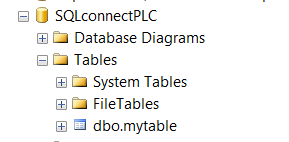 SQLconnectPLC
Database Diagrams
Tables
System Tables
FileTables
dbo.mytable